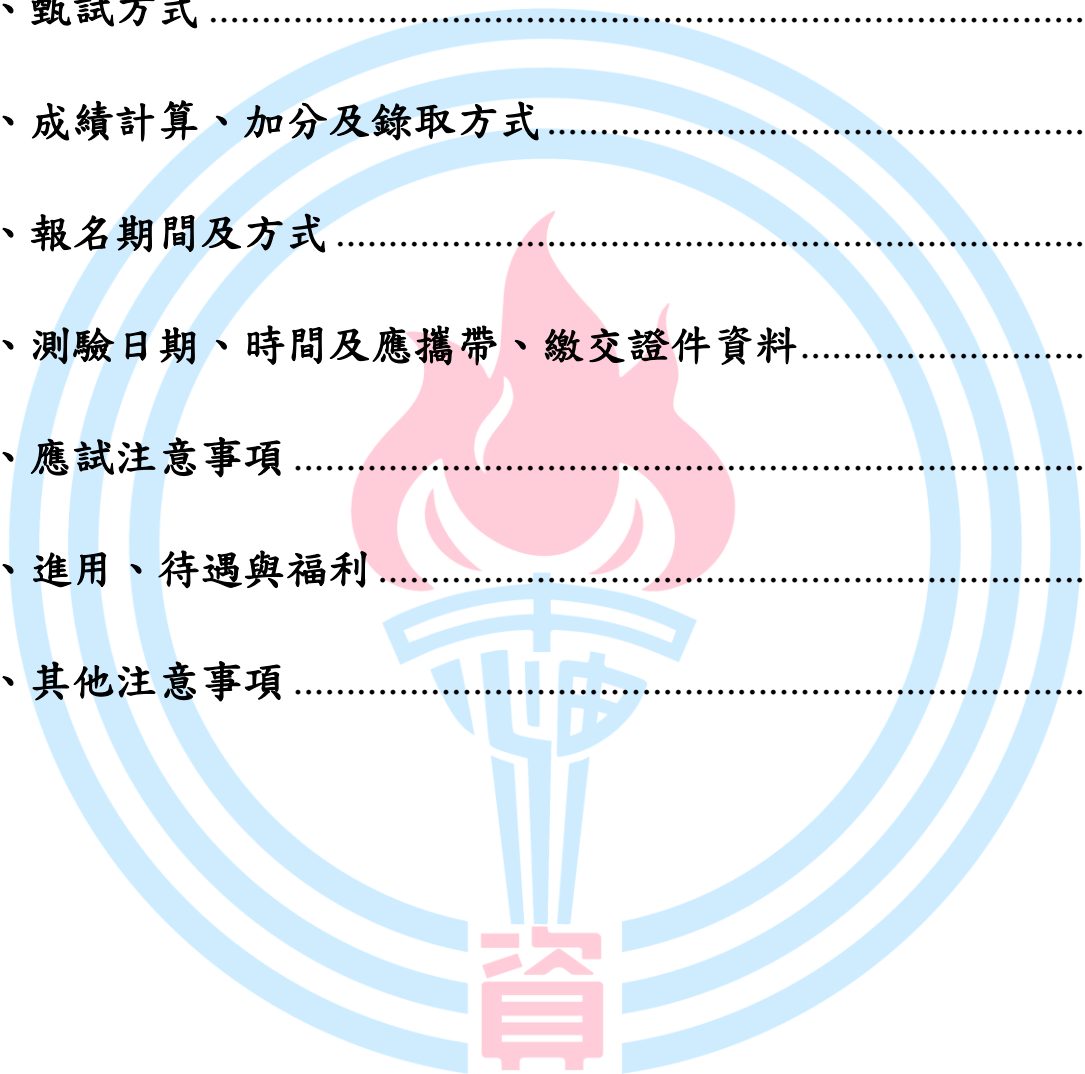 、甄試方式
、成績計算、加分及錄取方式
、報名期間及方式
、測驗日期、時間及應攜帶、繳交證件資料
、應試注意事項
、進用、待遇與福利
、其他注意事項
資